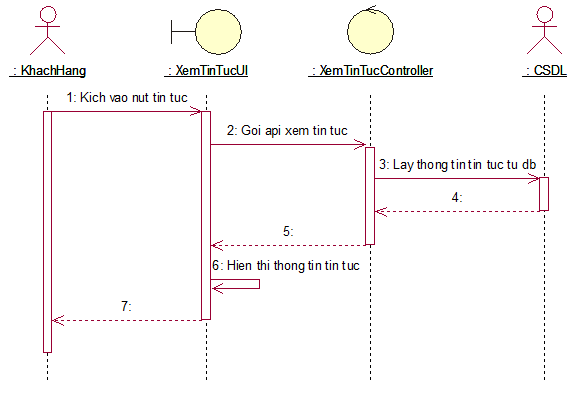 : KhachHang
: XemTinTucUI
: XemTinTucController
: CSDL
1: Kich vao nut tin tuc
2: Goi api xem tin tuc
3: Lay thong tin tin tuc tu db
4:
5:
6: Hien thi thong tin tin tuc
7: